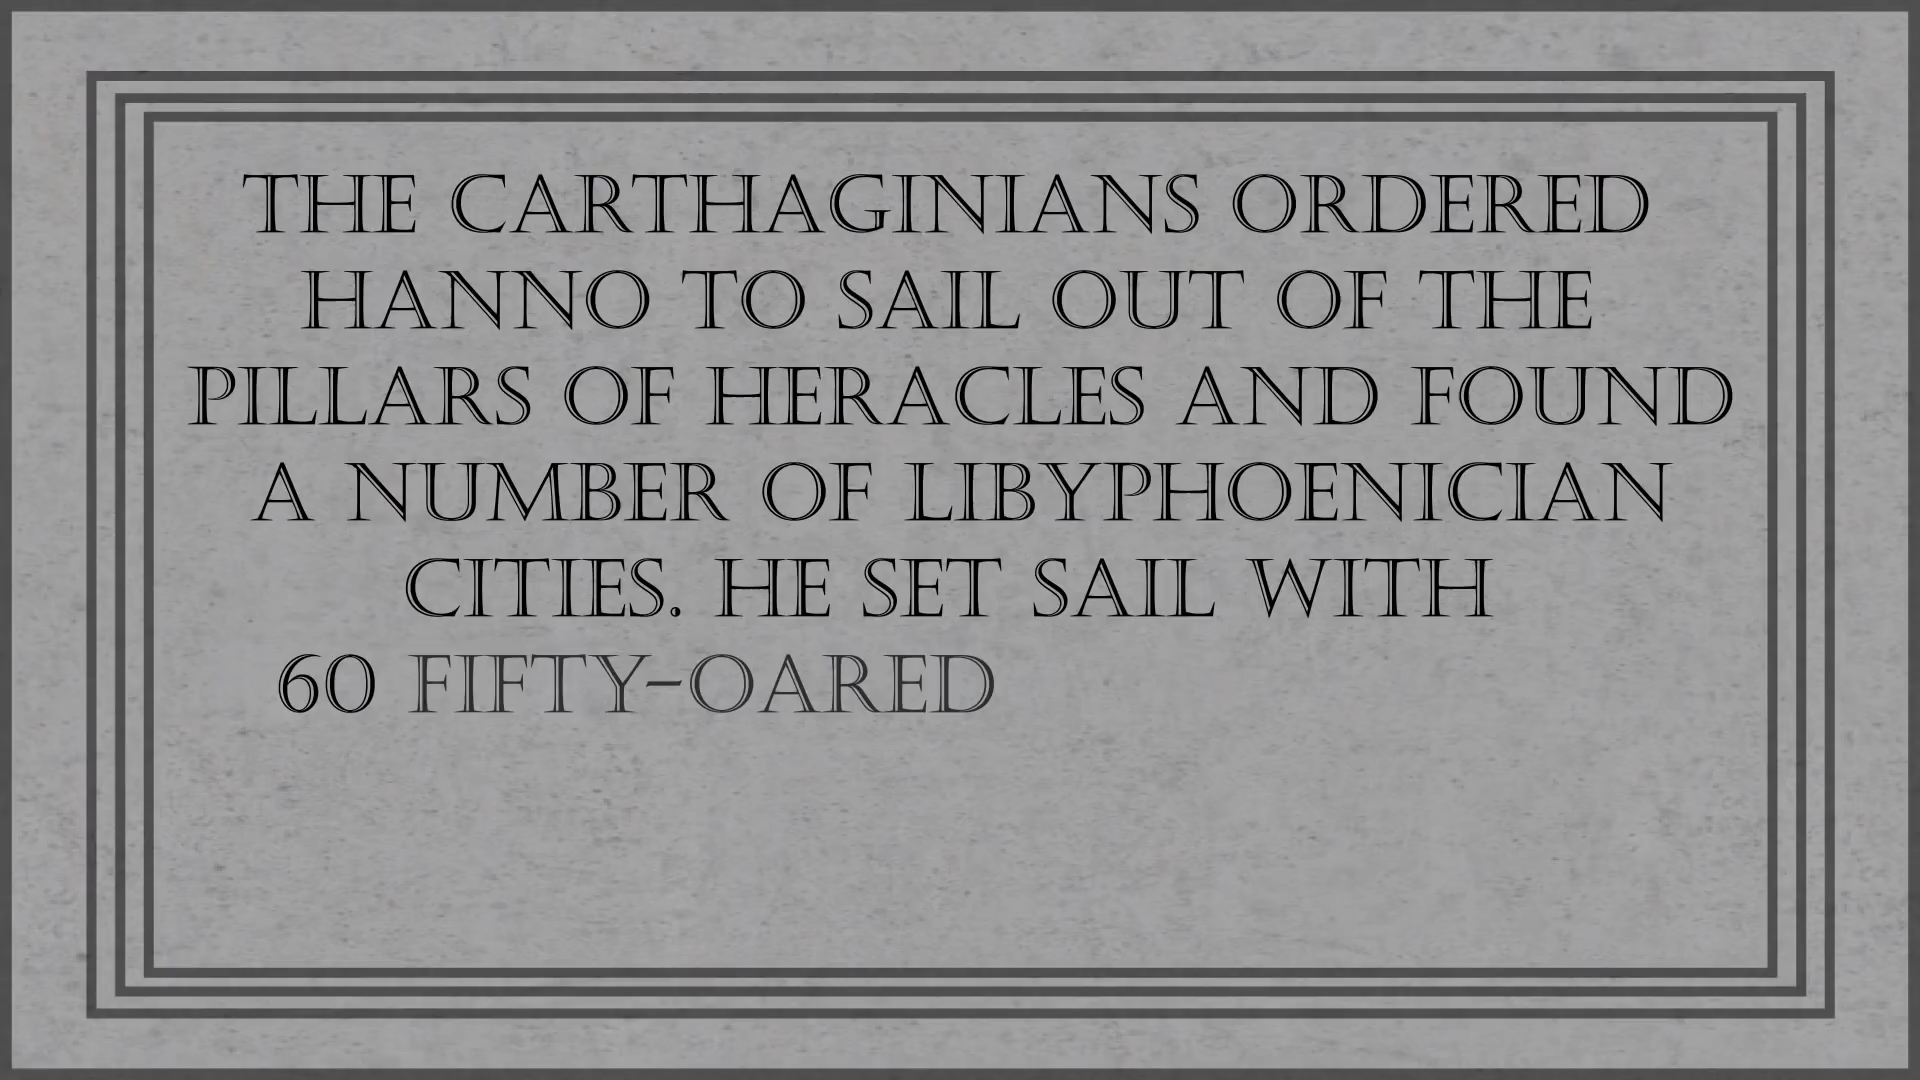 THE CARTHAGINIANS ORDERED
HANNO TO SAIL OUT OF THE
PILLARS OF HERACLES AND FOUND
A NUMBER OF LIBYPHOENICIAN
CITIES. HE SET SAIL WITH
60 FIFTY-OARED